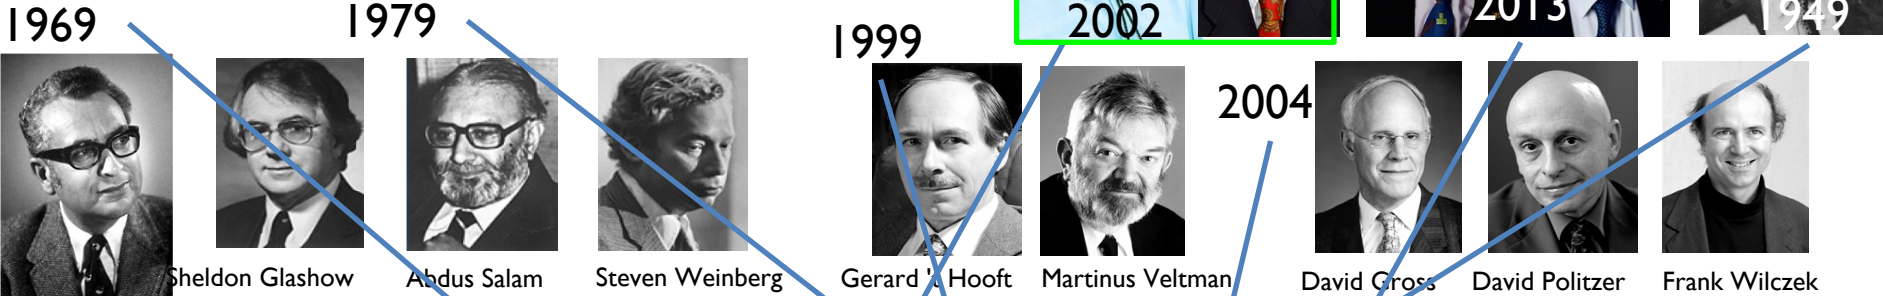 1969
1979
1999
2002
2013
1949
2004
Sheldon Glashow
Abdus Salam
Steven Weinberg
Gerard 't Hooft
Martinus Veltman
David Gross
David Politzer
Frank Wilczek